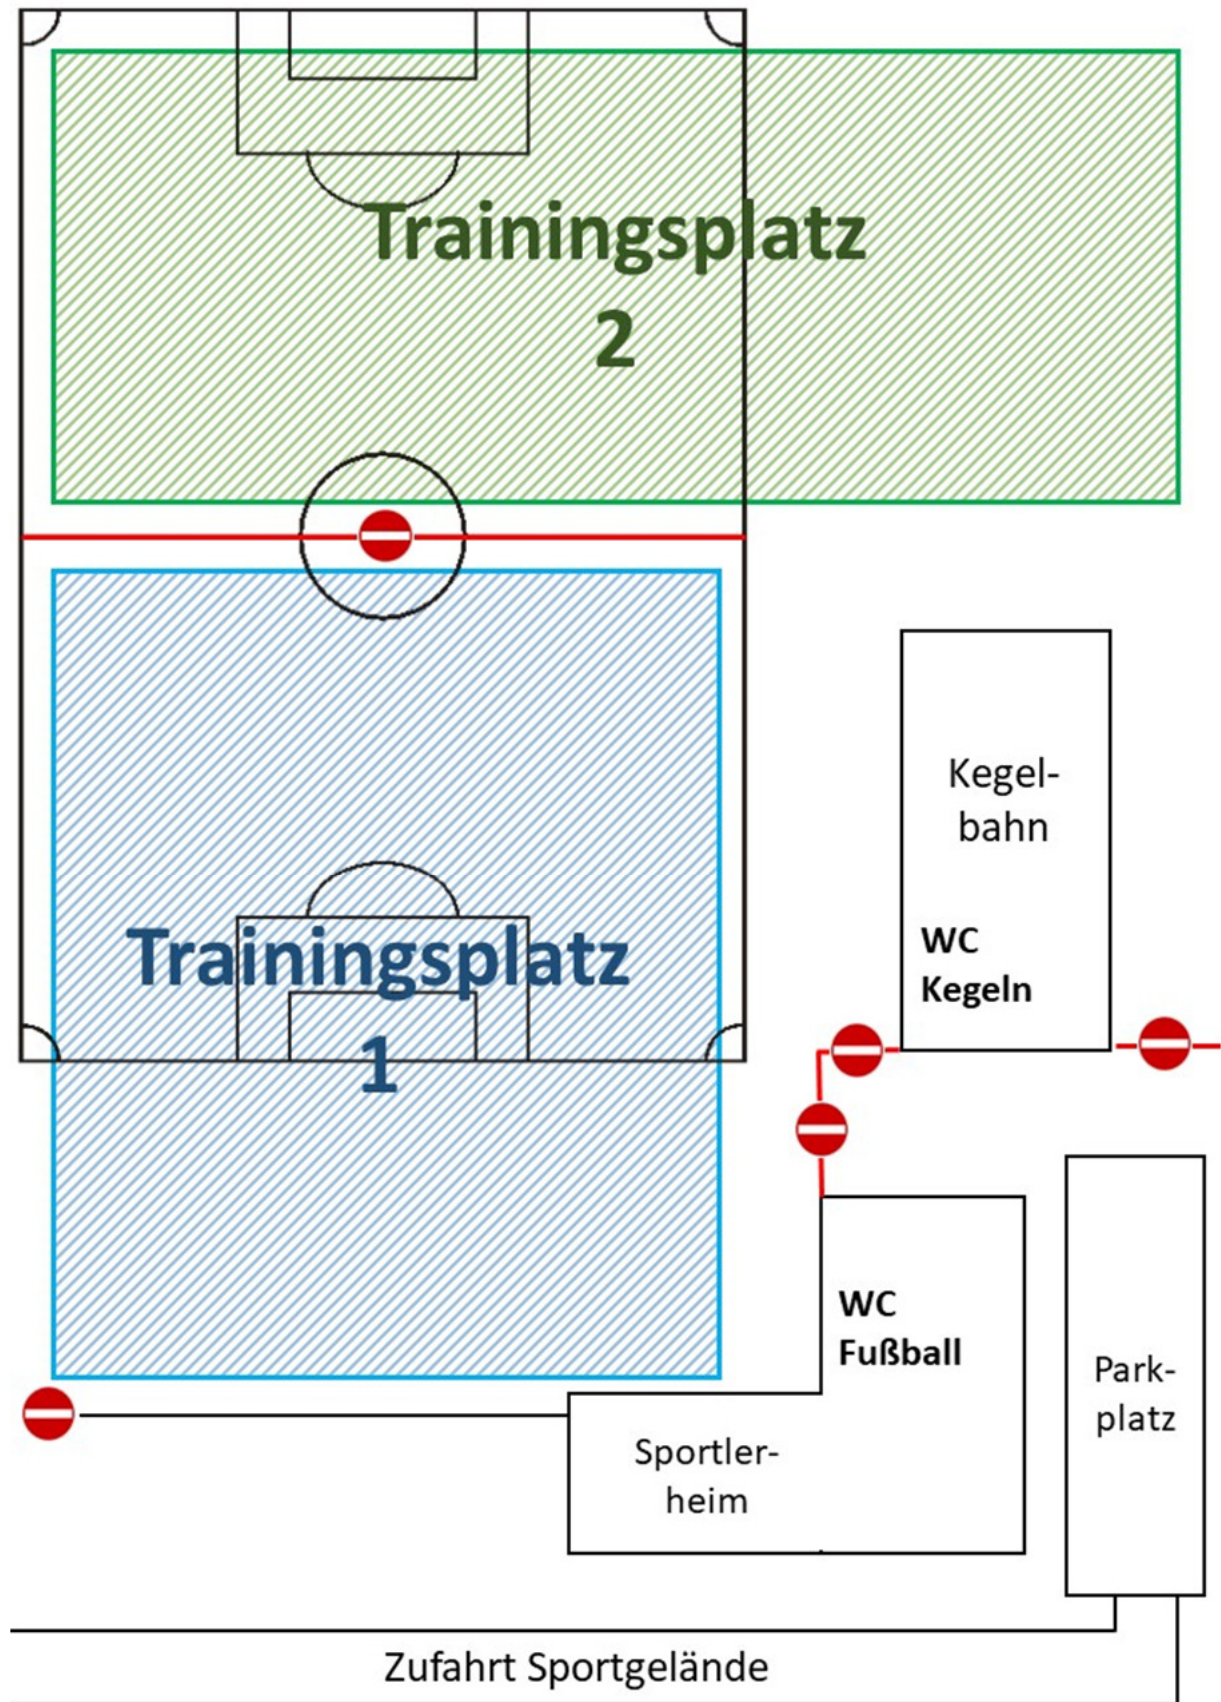 Trainingsplatz
2
Kegel-
bahn
WC
Kegeln
Trainingsplatz
1
WC
Fußball
Park-
platz
Sportler-
heim
Zufahrt Sportgelände